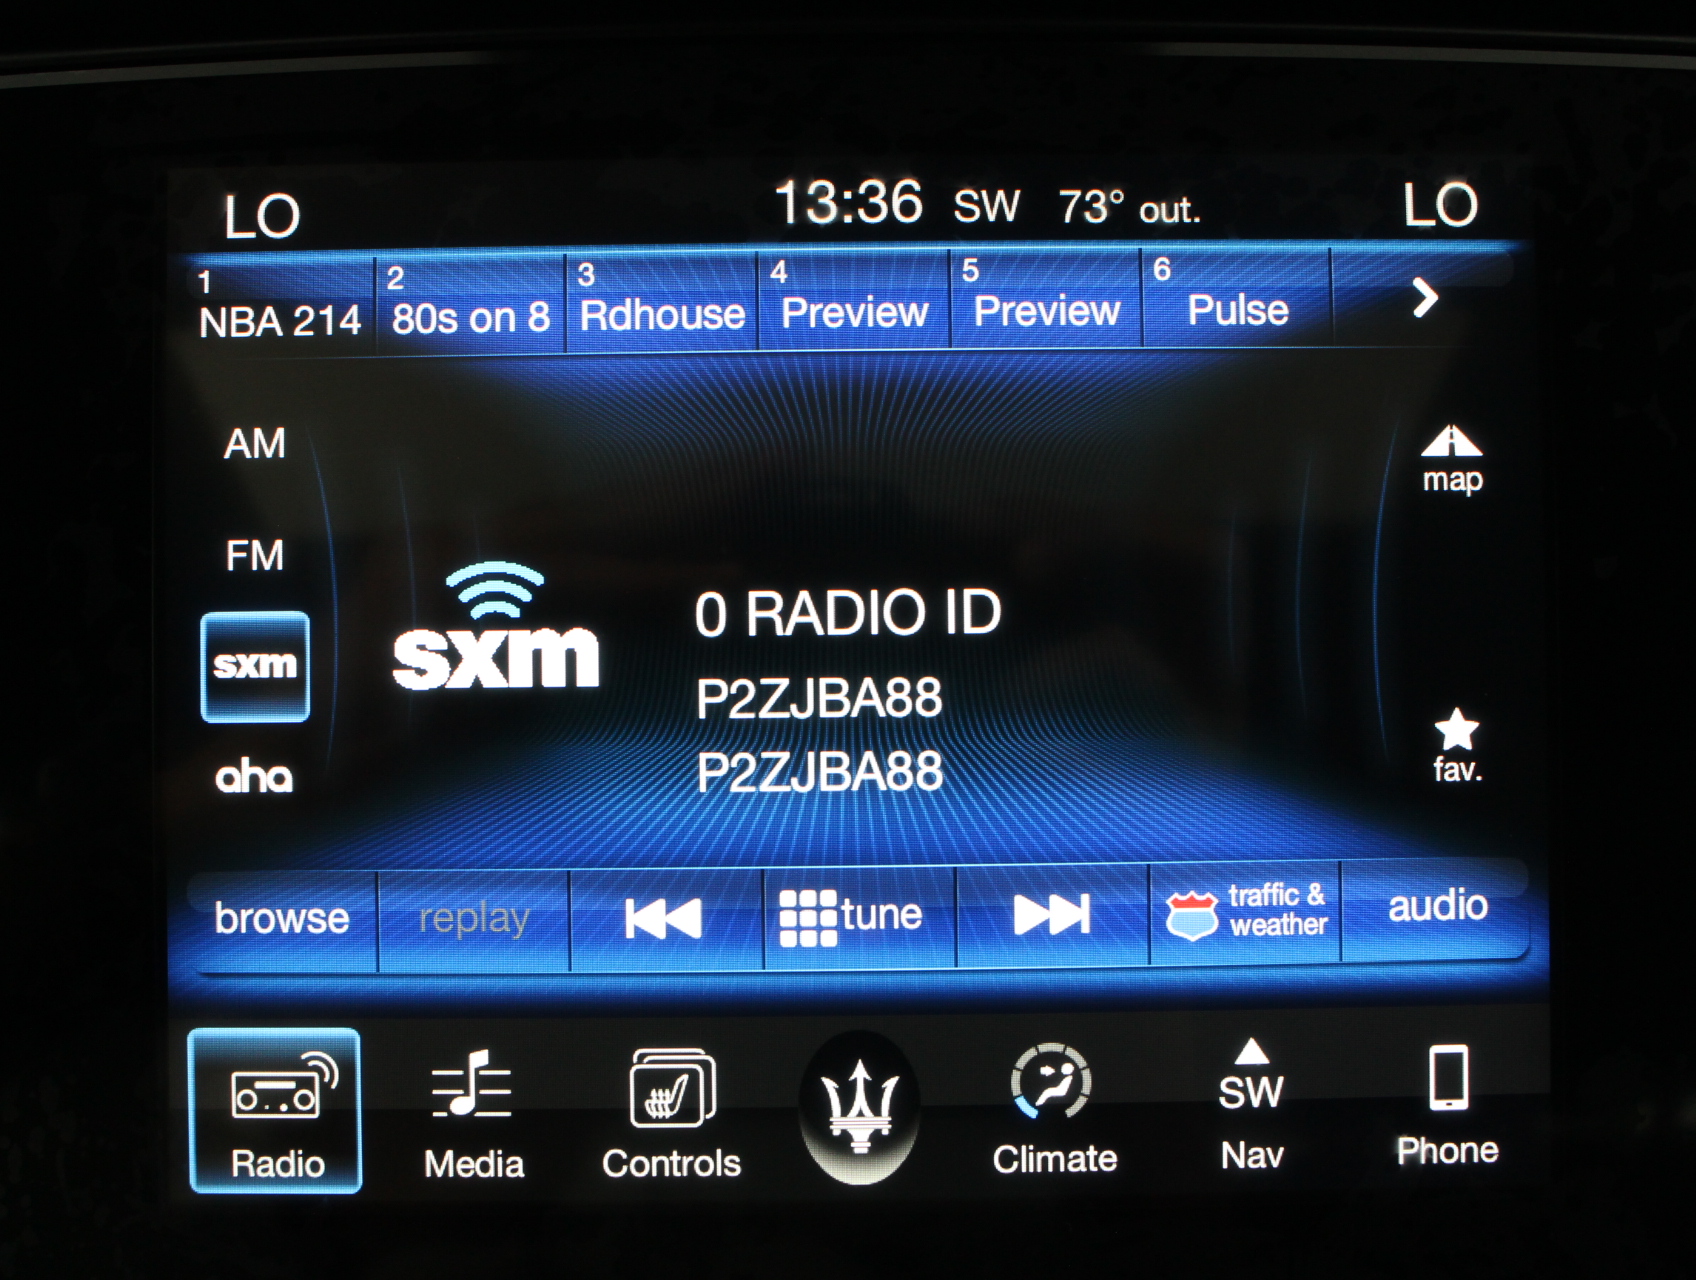 LO 13:36 SW 73° out. LO
1 2 3 4 5 6
NBA 214 80s on 8 Rdhouse Preview Preview Pulse
AM
map
FM
sxm
sxm
0 RADIO ID
P2ZJBA88
P2ZJBA88
aha
fav.
browse replay tune traffic & weather audio
SW
Radio Media Controls Climate Nav Phone